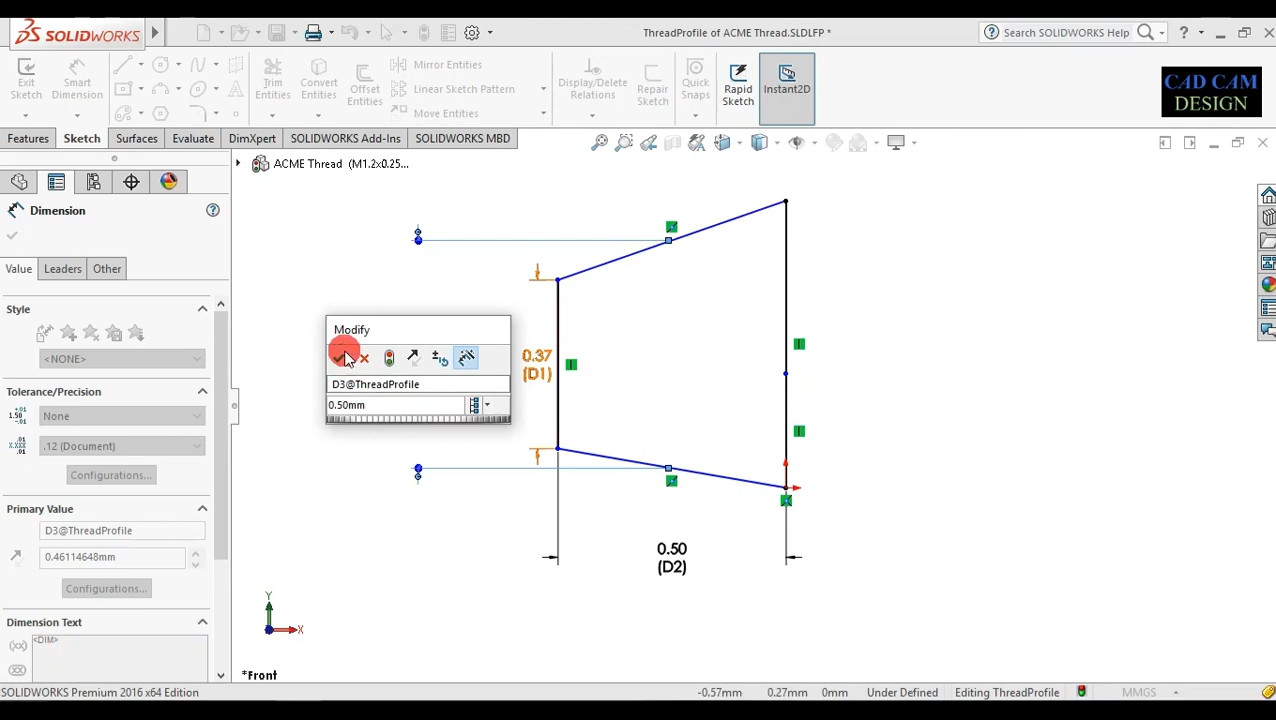 SOLIDWORKS
ThreadProfile of ACME Thread.SLDLFP *
Search SOLIDWORKS Help
?
Exit Sketch
Smart Dimension
Trim Entities
Convert Entities
Offset Entities
Mirror Entities
Linear Sketch Pattern
Move Entities
Display/Delete Relations
Repair Sketch
Quick Snaps
Rapid Sketch
Instant2D
CAD CAM
DESIGN
Features
Sketch
Surfaces
Evaluate
DimXpert
SOLIDWORKS Add-Ins
SOLIDWORKS MBD
ACME Thread (M1.2x0.25...
Dimension
?
Value
Leaders
Other
Style
<NONE>
Tolerance/Precision
None
.12 (Document)
Configurations...
Primary Value
D3@ThreadProfile
0.46114648mm
Configurations...
Dimension Text
<DIM>
Modify
D3@ThreadProfile
0.50mm
0.37
(D1)
0.50
(D2)
Y
X
*Front
SOLIDWORKS Premium 2016 x64 Edition
-0.57mm
0.27mm
0mm
Under Defined
Editing ThreadProfile
MMGS